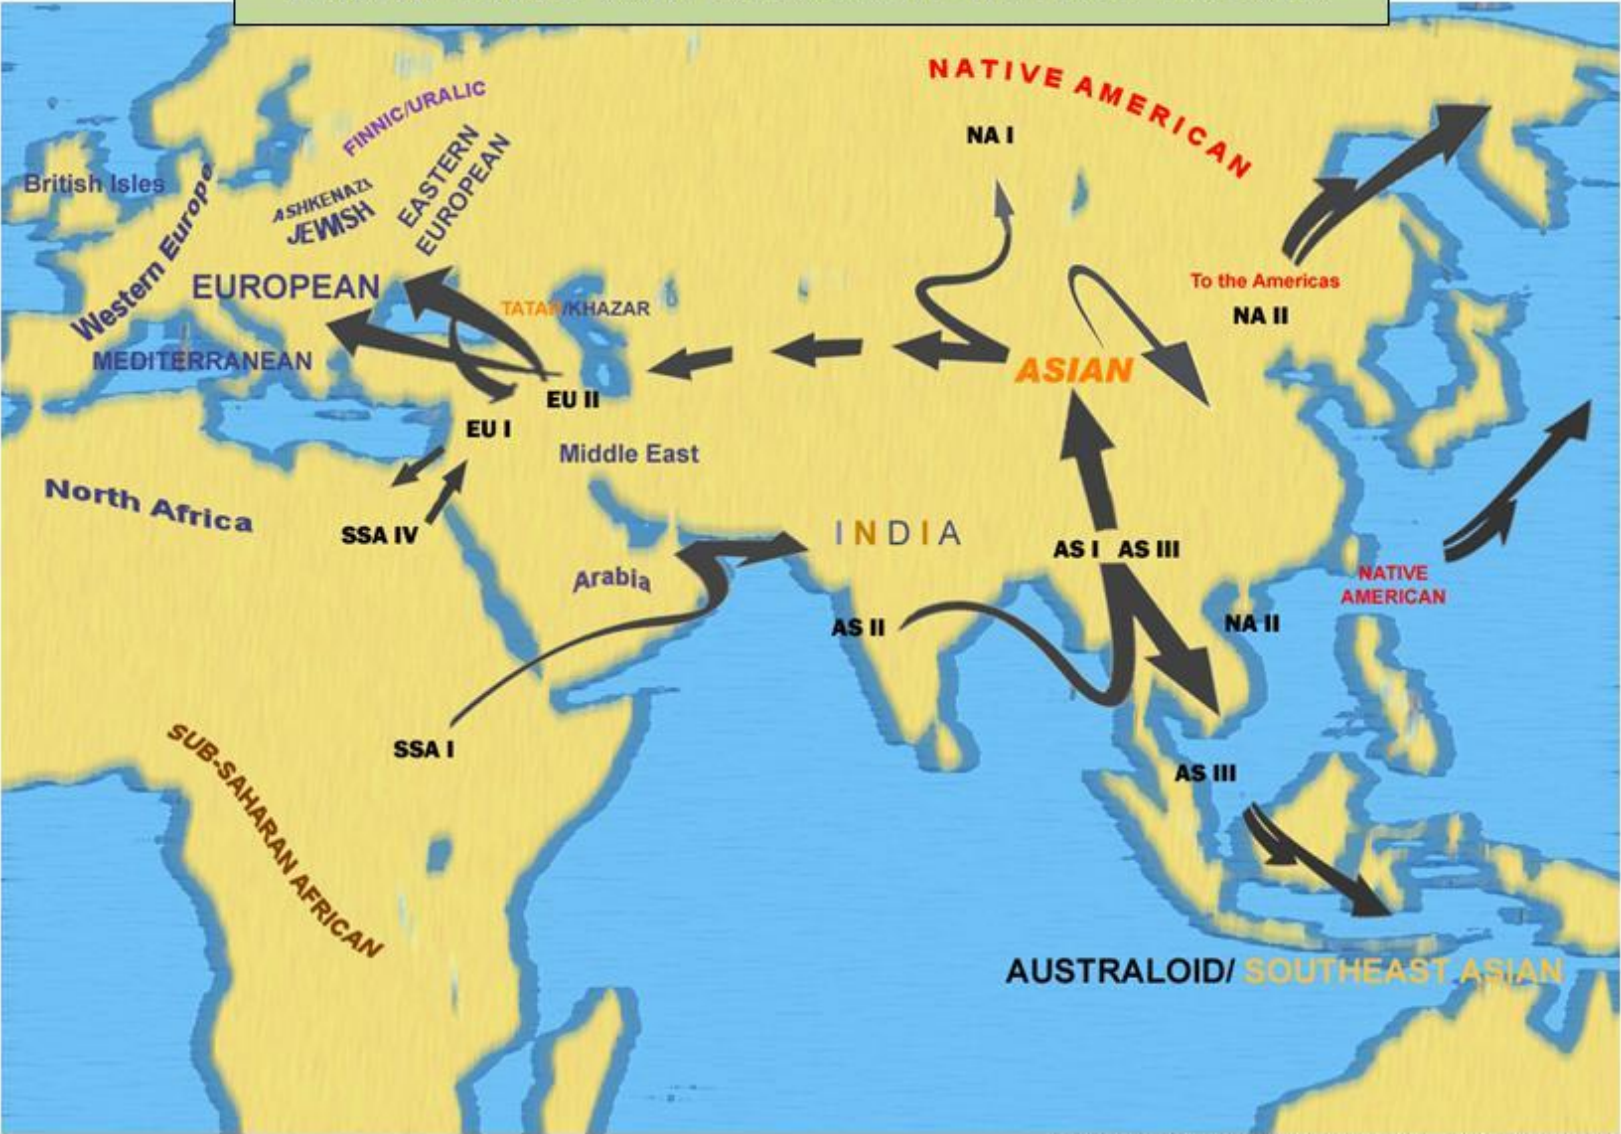 NATIVE AMERICAN
FINNIC/URALIC
NA I
EASTERN
EUROPEAN
British Isles
Western Europe
ASHKENAZI
JEWISH
EUROPEAN
TATAR/KHAZAR
To the Americas
NA II
MEDITERRANEAN
ASIAN
EU II
EU I
Middle East
North Africa
SSA IV
INDIA
AS I AS III
Arabia
NATIVE
AMERICAN
AS II
NA II
SSA I
SUB-SAHARAN AFRICAN
AS III
AUSTRALOID/ SOUTHEAST ASIAN